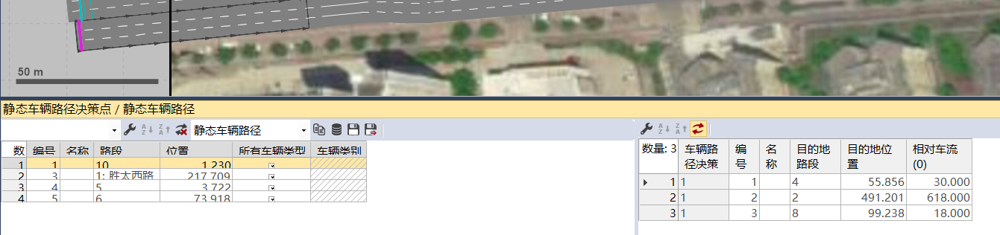 50 m
静态车辆路径决策点 / 静态车辆路径
静态车辆路径
数 编号 名称 路段 位置 所有车辆类型 车辆类别
1 1 10 1.230
2 3 1: 胜太西路 217.709
3 4 5 3.722
4 5 6 73.918
数量: 3 车辆路径决策 编号 名称 目的地路段 目的地位置 相对车流(0)
1 1 1 4 55.856 30.000
2 1 2 2 491.201 618.000
3 1 3 8 99.238 18.000